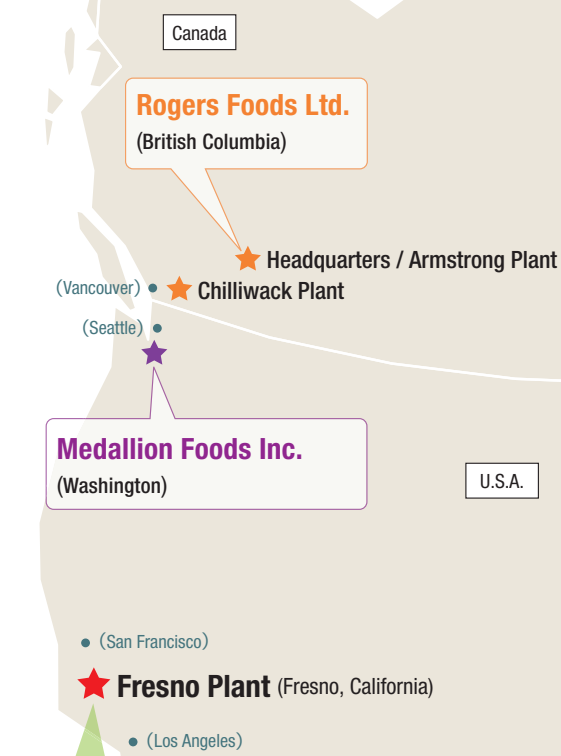 Canada
Rogers Foods Ltd.
(British Columbia)
Headquarters / Armstrong Plant
(Vancouver)
Chilliwack Plant
(Seattle)
Medallion Foods Inc.
(Washington)
U.S.A.
(San Francisco)
Fresno Plant (Fresno, California)
(Los Angeles)